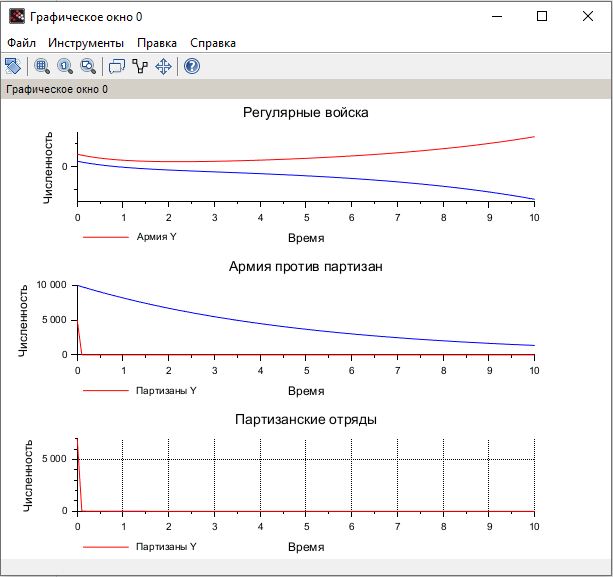 Графическое окно 0
Файл Инструменты Правка Справка
Графическое окно 0
Регулярные войска
Численность
0
0 1 2 3 4 5 6 7 8 9 10
Армия Y
Время
Армия против партизан
Численность
10 000
5 000
0
0 1 2 3 4 5 6 7 8 9 10
Партизаны Y
Время
Партизанские отряды
Численность
5 000
0
0 1 2 3 4 5 6 7 8 9 10
Партизаны Y
Время